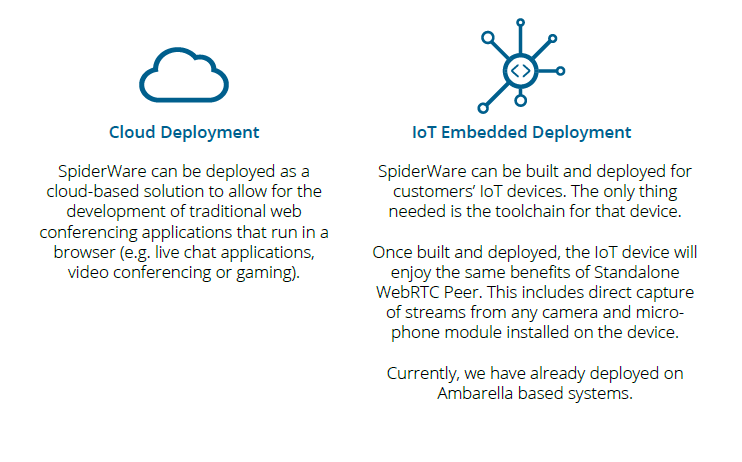 Cloud Deployment
SpiderWare can be deployed as a
cloud-based solution to allow for the
development of traditional web
conferencing applications that run in a
browser (e.g. live chat applications,
video conferencing or gaming).
IoT Embedded Deployment
SpiderWare can be built and deployed for
customers’ IoT devices. The only thing
needed is the toolchain for that device.
Once built and deployed, the IoT device will
enjoy the same benefits of Standalone
WebRTC Peer. This includes direct capture
of streams from any camera and micro-
phone module installed on the device.
Currently, we have already deployed on
Ambarella based systems.